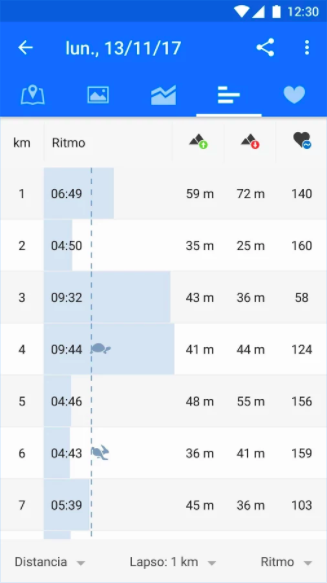 12:30
lun., 13/11/17
km Ritmo
1 06:49 59 m 72 m 140
2 04:50 35 m 25 m 160
3 09:32 43 m 36 m 58
4 09:44 41 m 44 m 124
5 04:46 48 m 55 m 156
6 04:43 36 m 41 m 159
7 05:39 45 m 36 m 103
Distancia Lapso: 1 km Ritmo